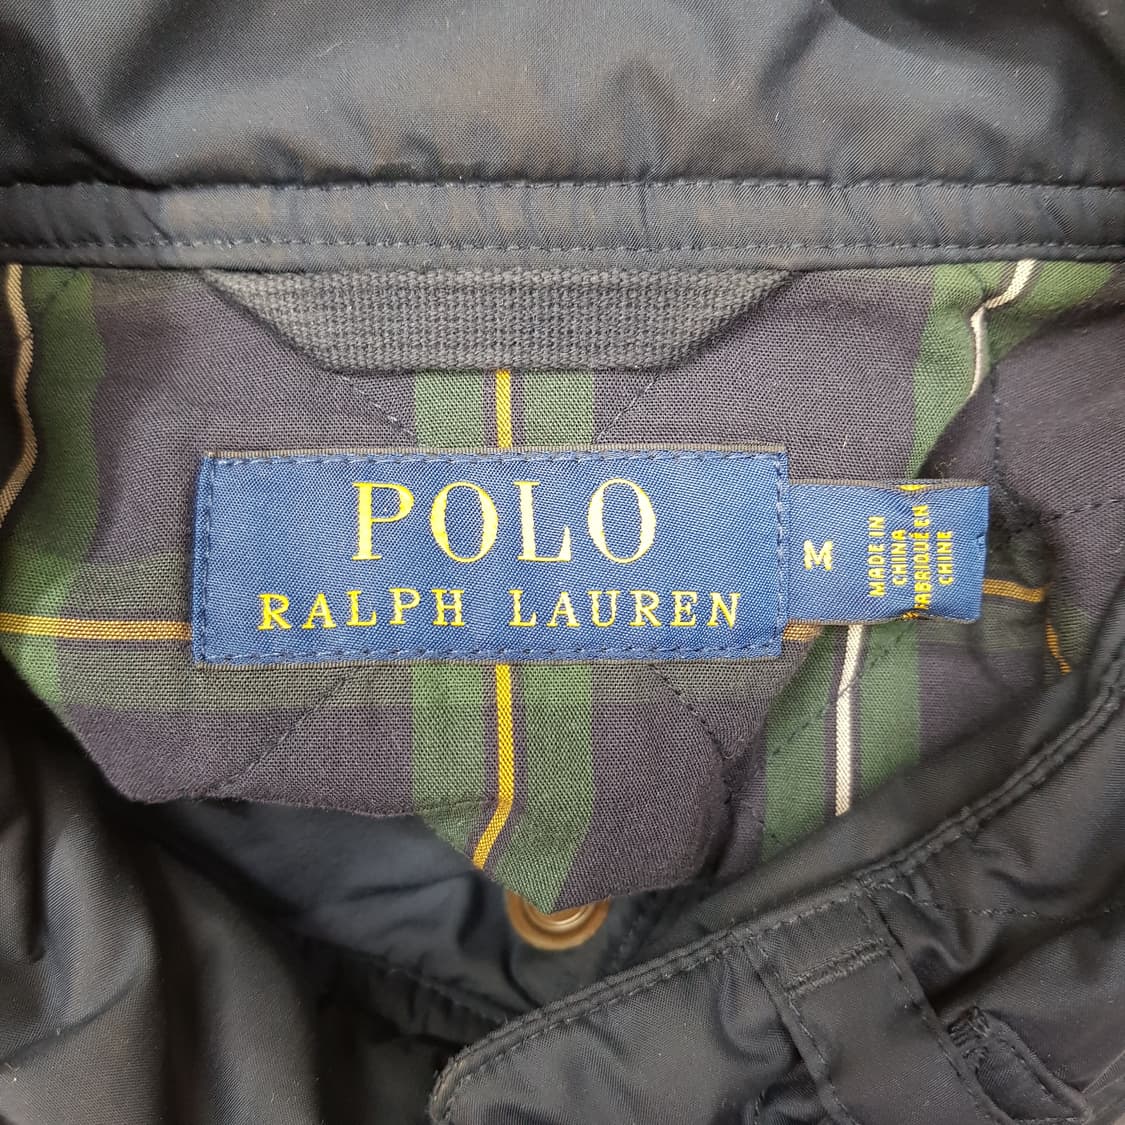 POLO
RALPH LAUREN
M
MADE IN
CHINA
FABRIQUÉ EN
CHINE